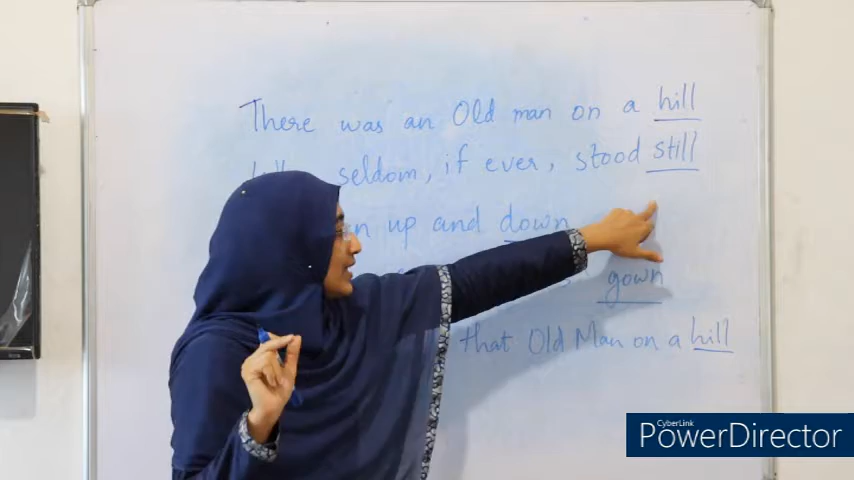 There was an Old man on a hill
seldom, if ever, stood still
up and down
gown
that Old Man on a hill
CyberLink
PowerDirector